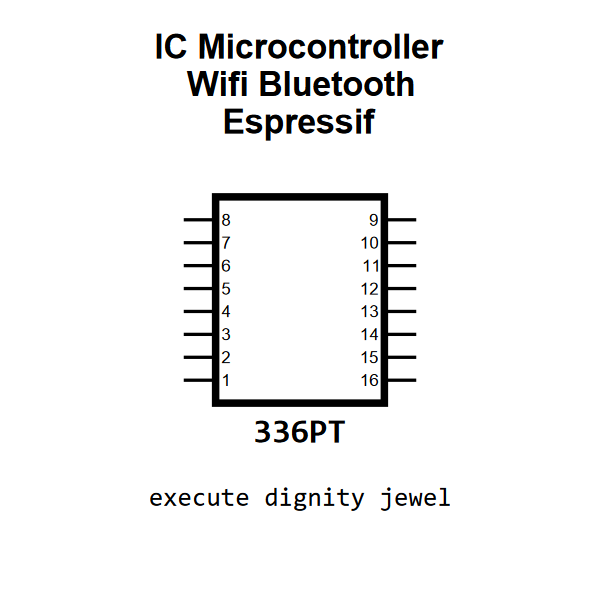 IC Microcontroller
Wifi Bluetooth
Espressif
8 9
7 10
6 11
5 12
4 13
3 14
2 15
1 16
336PT
execute dignity jewel